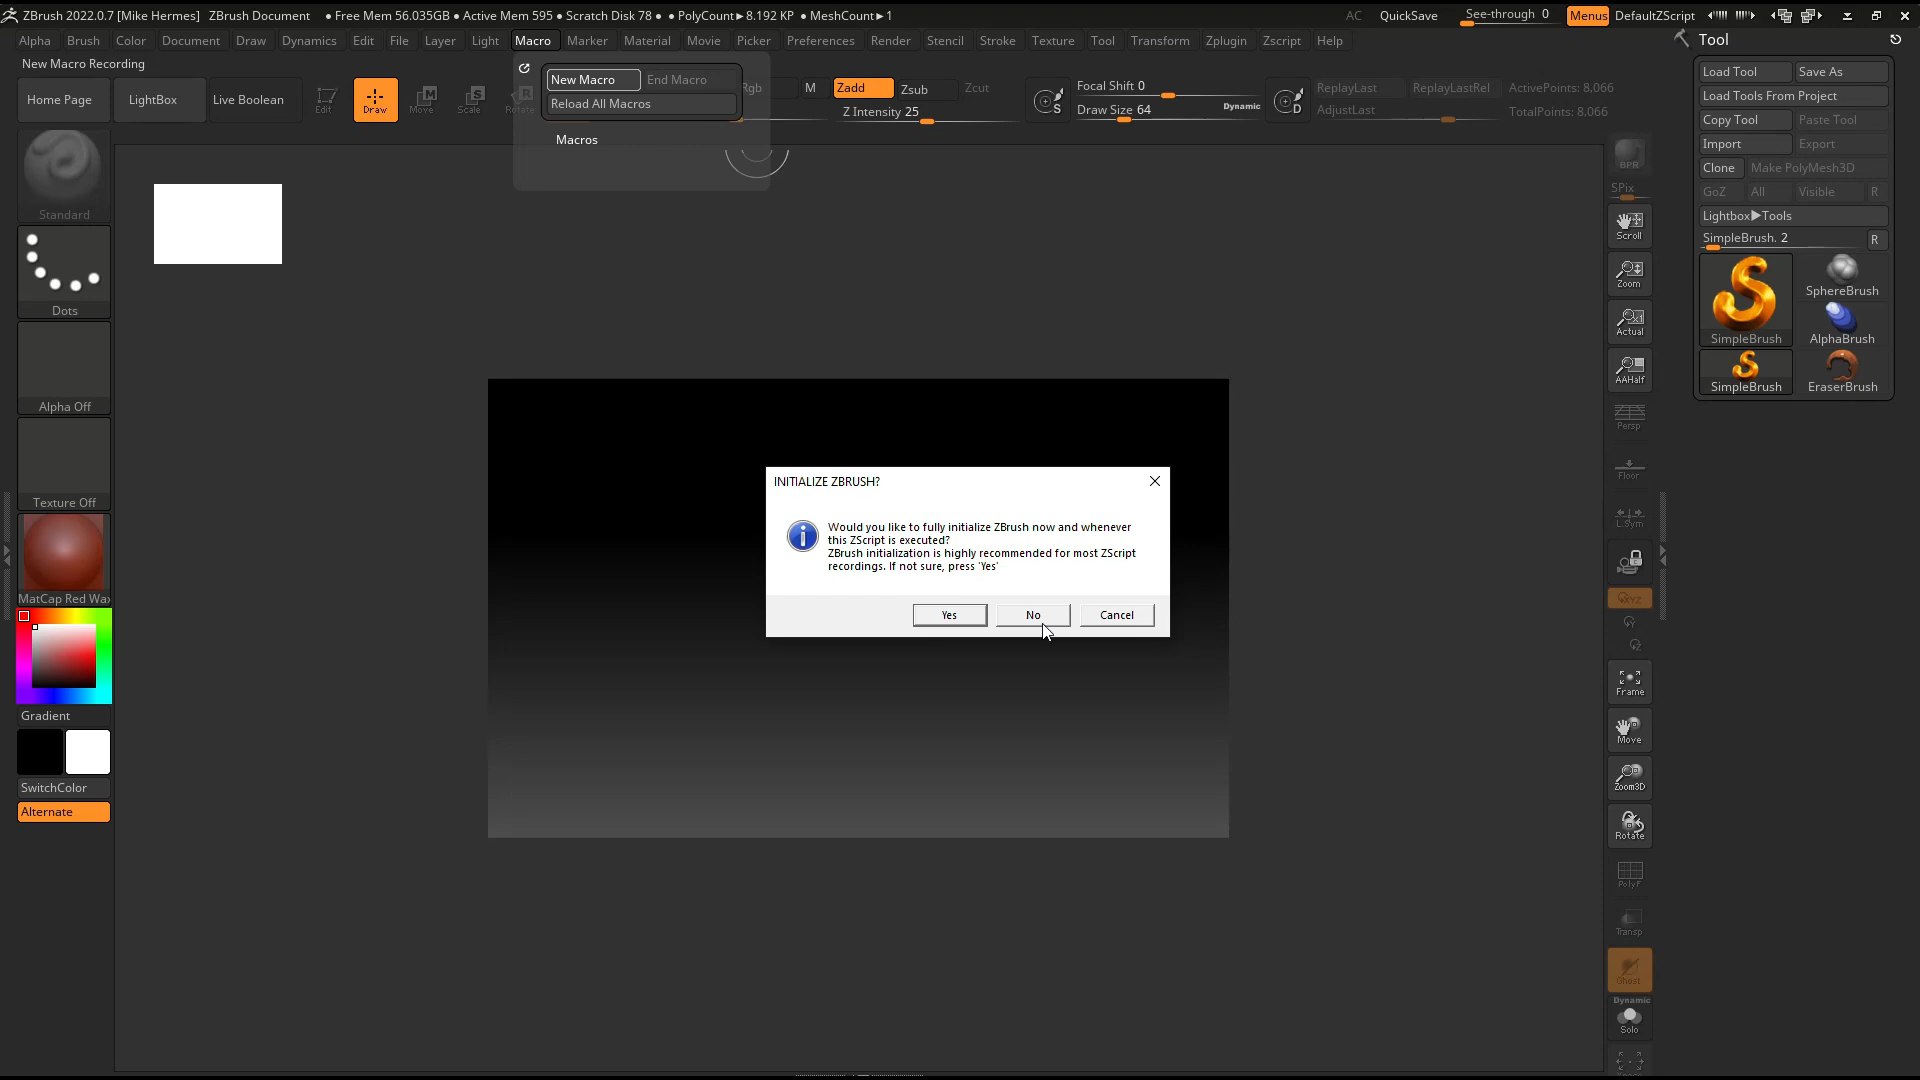 ZBrush 2022.0.7 [Mike Hermes] ZBrush Document • Free Mem 56.035GB • Active Mem 595 • Scratch Disk 78 • • PolyCount►8.192 KP • MeshCount►1 AC QuickSave See-through 0 Menus DefaultZScript
Alpha Brush Color Document Draw Dynamics Edit File Layer Light Macro Marker Material Movie Picker Preferences Render Stencil Stroke Texture Tool Transform Zplugin Zscript Help
Tool
New Macro Recording
Home Page LightBox Live Boolean Edit Draw Move Scale Rotate
New Macro End Macro
Reload All Macros
Macros
Rgb M Zadd Zsub Zcut
Z Intensity 25
Focal Shift 0
Draw Size 64 Dynamic
S D
ReplayLast ReplayLastRel ActivePoints: 8,066
AdjustLast TotalPoints: 8,066
Load Tool Save As
Load Tools From Project
Copy Tool Paste Tool
Import Export
Clone Make PolyMesh3D
GoZ All Visible R
Lightbox►Tools
SimpleBrush. 2 R
SimpleBrush
SphereBrush
AlphaBrush
SimpleBrush
EraserBrush
Standard
Dots
Alpha Off
Texture Off
MatCap Red Wax
Gradient
SwitchColor
Alternate
INITIALIZE ZBRUSH?
Would you like to fully initialize ZBrush now and whenever
this ZScript is executed?
ZBrush initialization is highly recommended for most ZScript
recordings. If not sure, press 'Yes'
Yes No Cancel
BPR
SPix
Scroll
Zoom
Actual
AAHalf
Persp
Floor
L.Sym
XYZ
Y
Z
Frame
Move
Zoom3D
Rotate
PolyF
Transp
Ghost
Dynamic
Solo